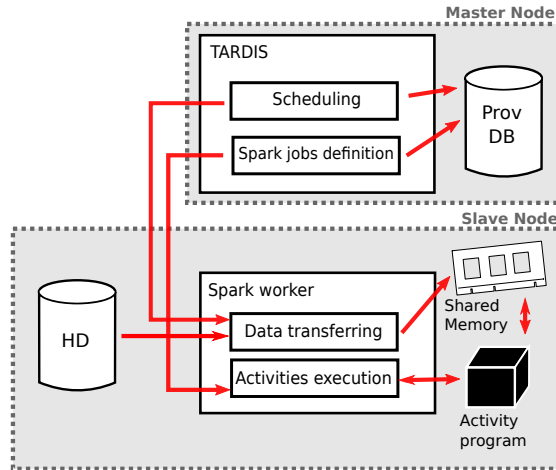 Master Node
TARDIS
Scheduling
Spark jobs definition
Prov
DB
Slave Node
HD
Spark worker
Data transferring
Activities execution
Shared
Memory
Activity
program